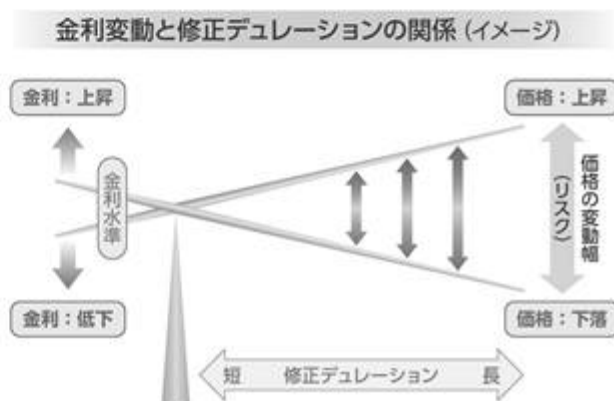 金利変動と修正デュレーションの関係（イメージ）
金利：上昇
価格：上昇
金利水準
価格の変動幅
（リスク）
金利：低下
価格：下落
短 修正デュレーション 長